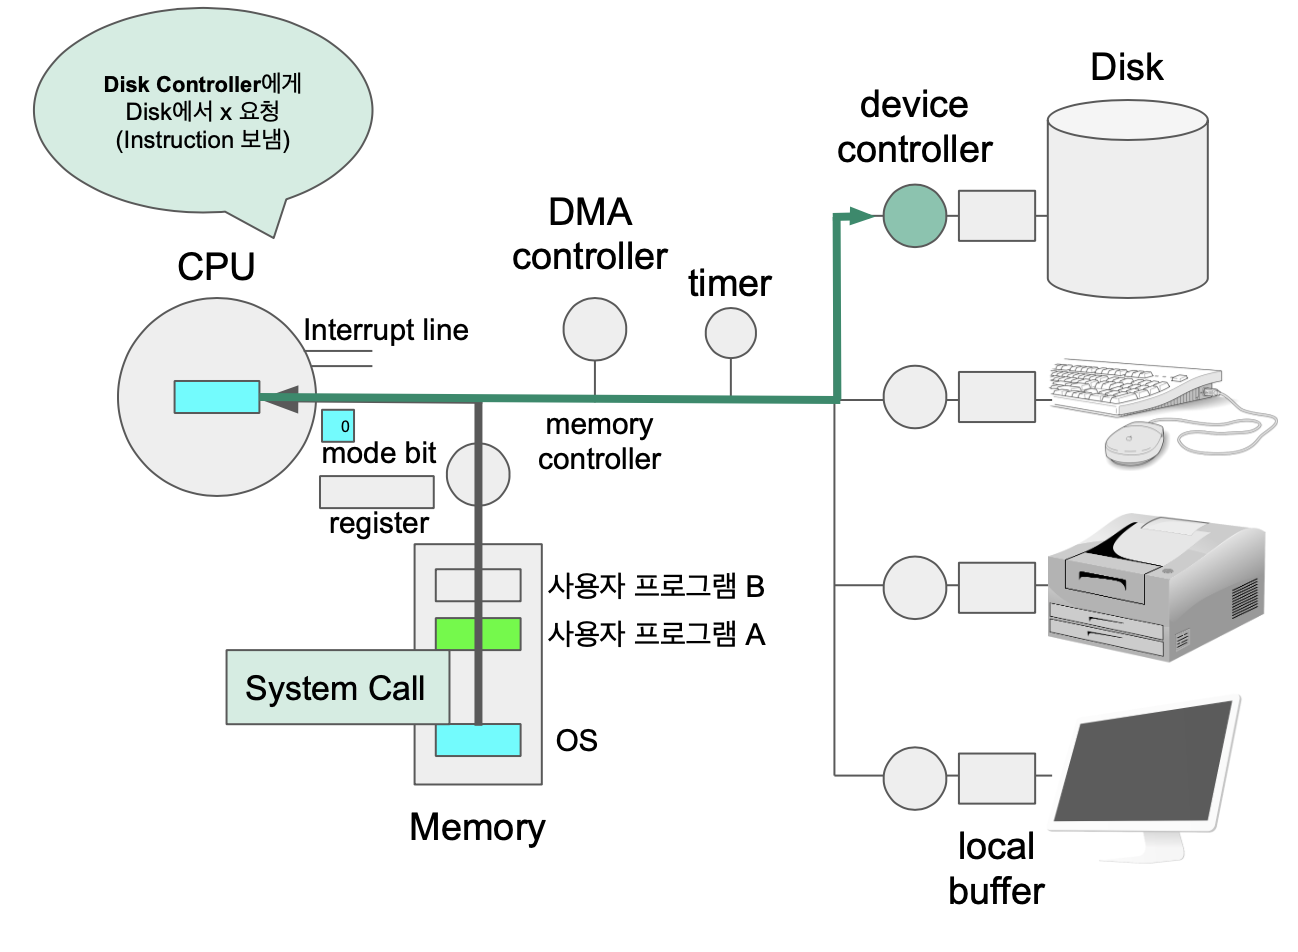 Disk Controller에게
Disk에서 x 요청
(Instruction 보냄)
CPU
Interrupt line
0
mode bit
register
DMA
controller
timer
memory
controller
device
controller
Disk
사용자 프로그램 B
사용자 프로그램 A
System Call
OS
Memory
local
buffer